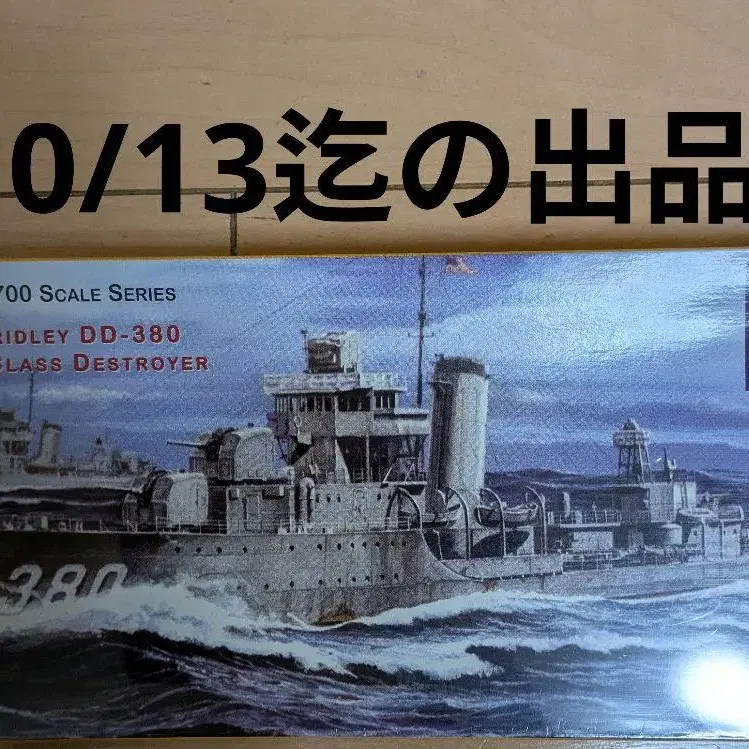 0/13迄の出品
700 SCALE SERIES
RIDLEY DD-380
CLASS DESTROYER
380